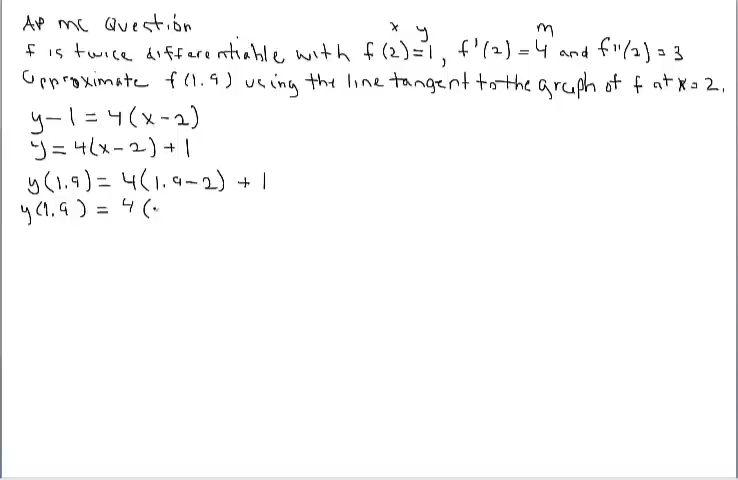 AP MC Question
x y m
f is twice differentiable with f(2)=1, f'(2)=4 and f''(2)=3
Approximate f(1.9) using the line tangent to the graph of f at x=2.
y-1=4(x-2)
y=4(x-2)+1
y(1.9)=4(1.9-2)+1
y(1.9)=4(.